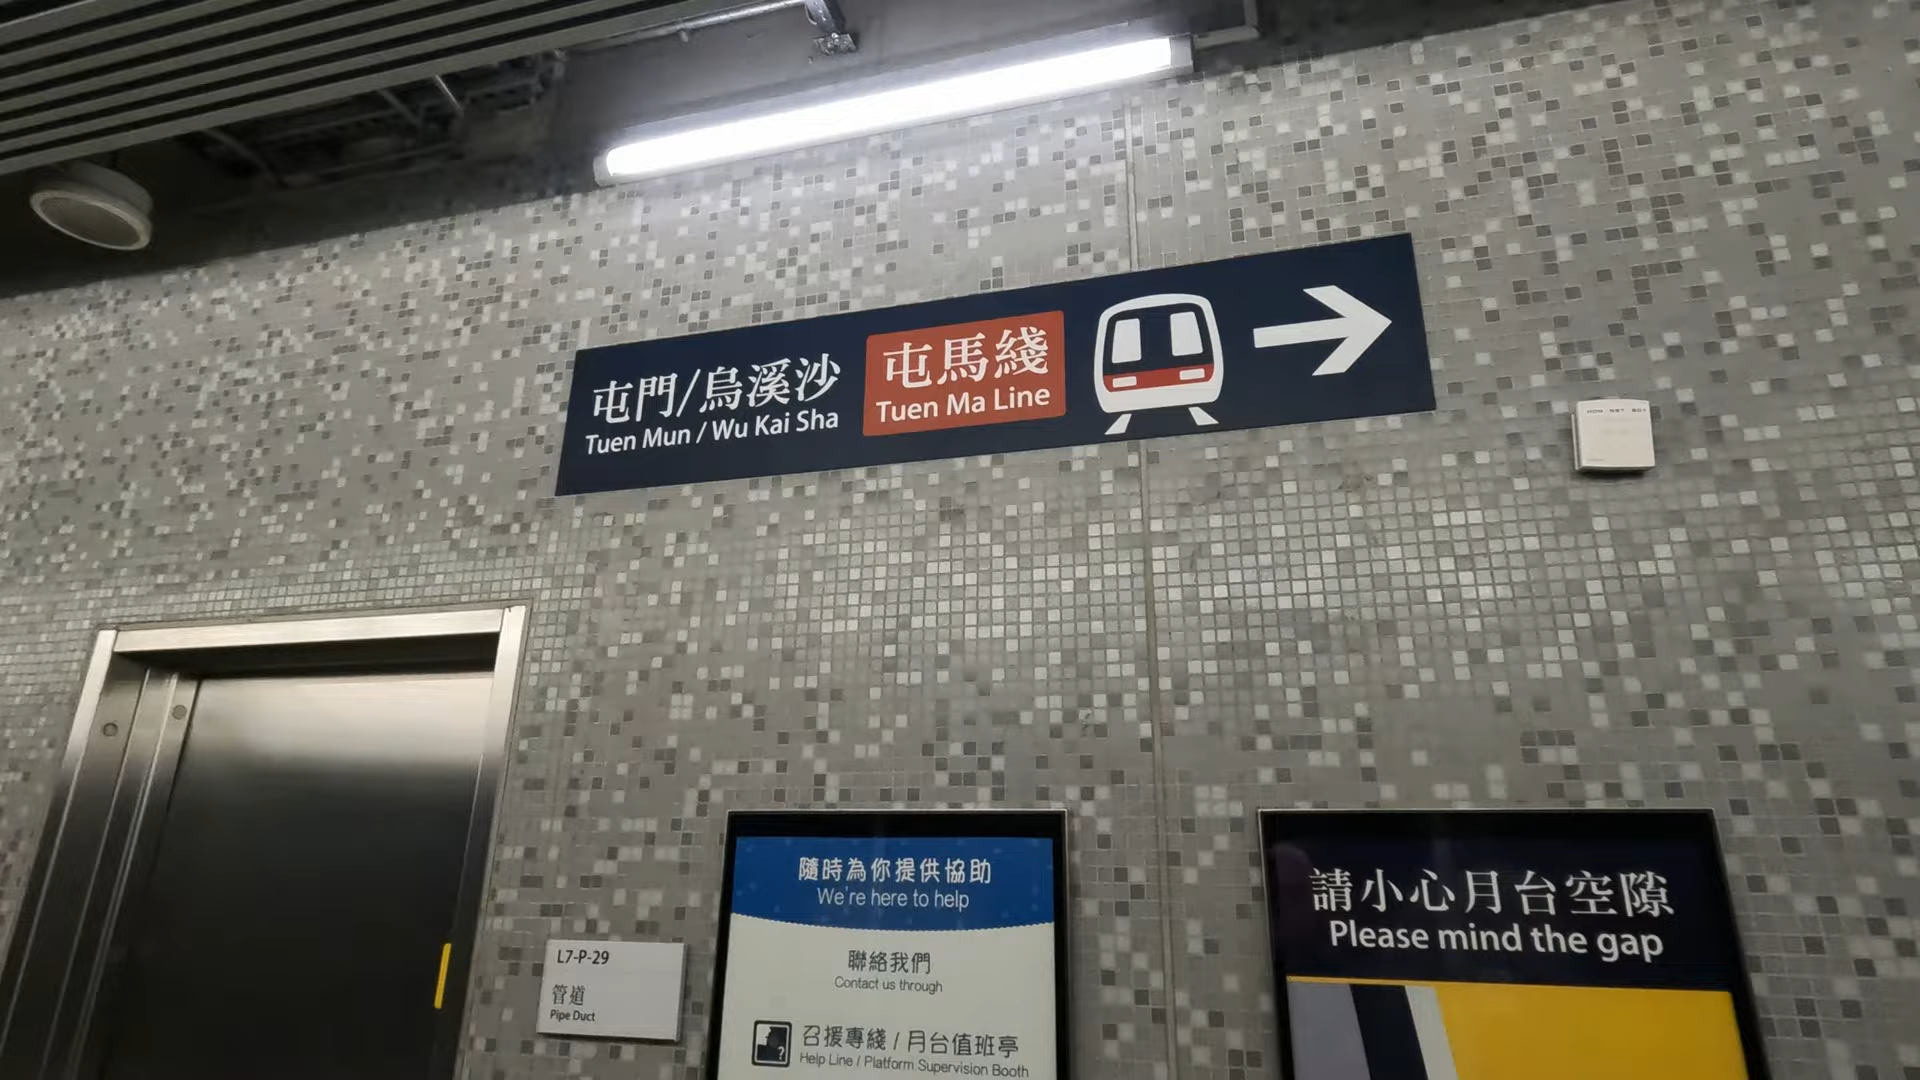 屯門/烏溪沙
Tuen Mun / Wu Kai Sha
屯馬綫
Tuen Ma Line
L7-P-29
管道
Pipe Duct
隨時為你提供協助
We're here to help
聯絡我們
Contact us through
召援專綫 / 月台值班亭
Help Line / Platform Supervision Booth
請小心月台空隙
Please mind the gap